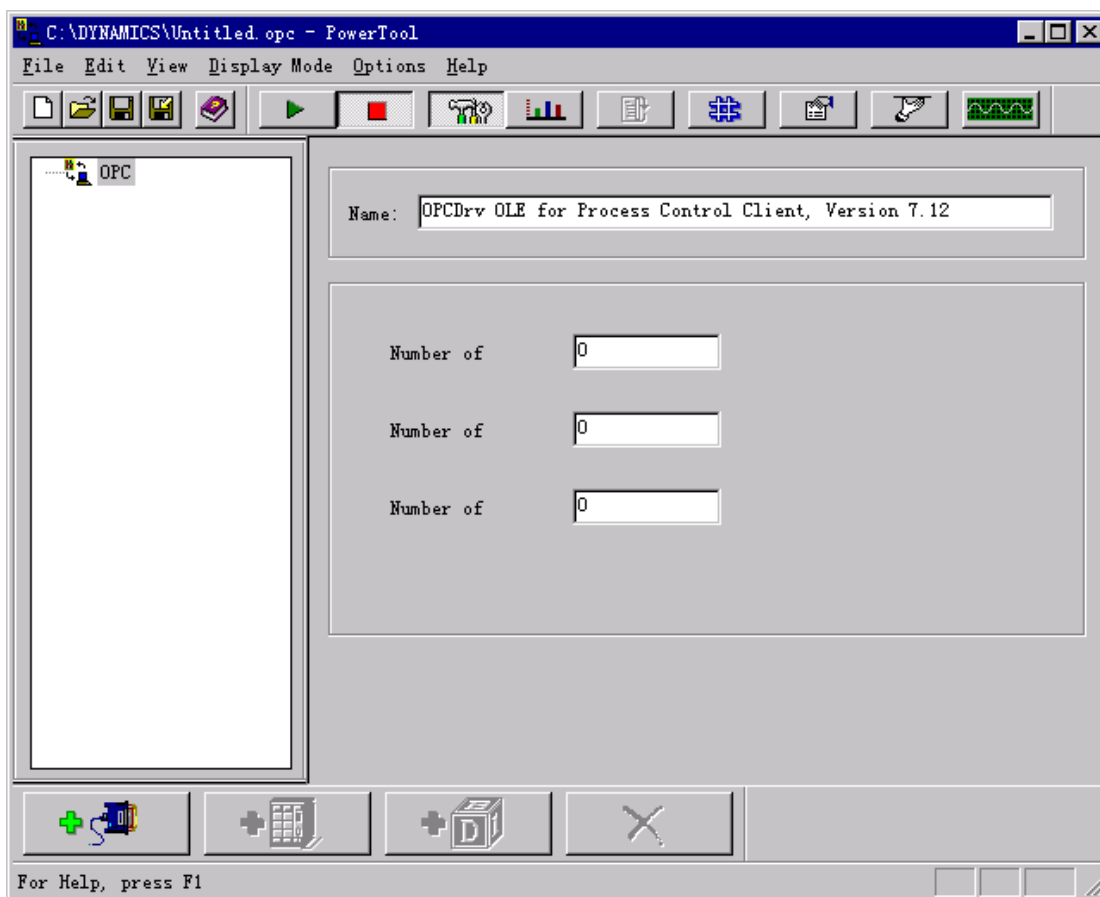 C:\DYNAMICS\Untitled.opc - PowerTool
File Edit View Display Mode Options Help
OPC
Name: OPCDrv OLE for Process Control Client, Version 7.12
Number of 0
Number of 0
Number of 0
D
For Help, press F1